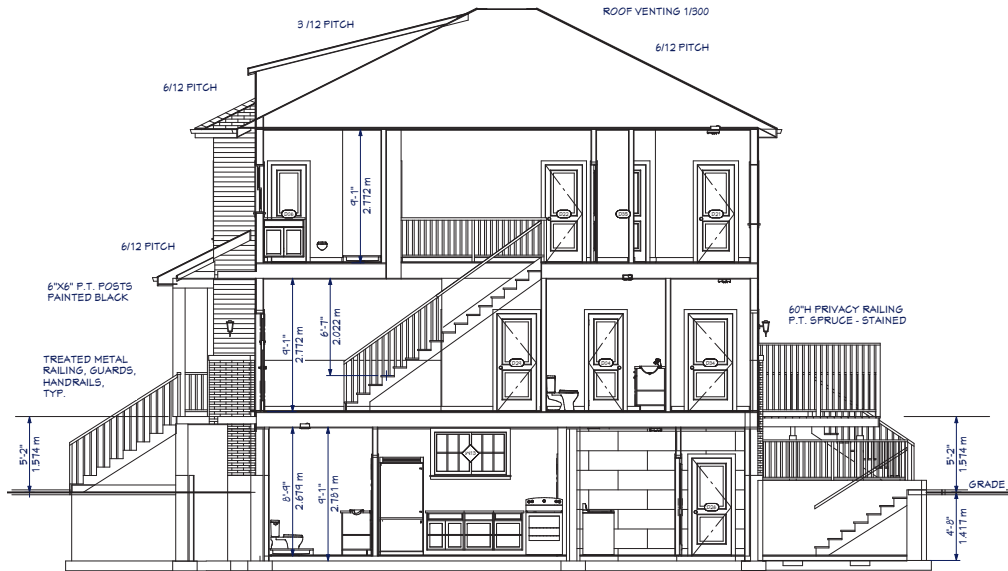 ROOF VENTING 1/300
3 /12 PITCH
6/12 PITCH
6/12 PITCH
9'-1"
2.772 m
D22
D21
6/12 PITCH
6"X6" P.T. POSTS
PAINTED BLACK
9'-1"
2.772 m
6'-7"
2.022 m
60"H PRIVACY RAILING
P.T. SPRUCE - STAINED
TREATED METAL
RAILING, GUARDS,
HANDRAILS,
TYP.
5'-2"
1.574 m
8'-9"
2.679 m
9'-1"
2.781 m
5'-2"
1.574 m
GRADE
4'-8"
1.417 m